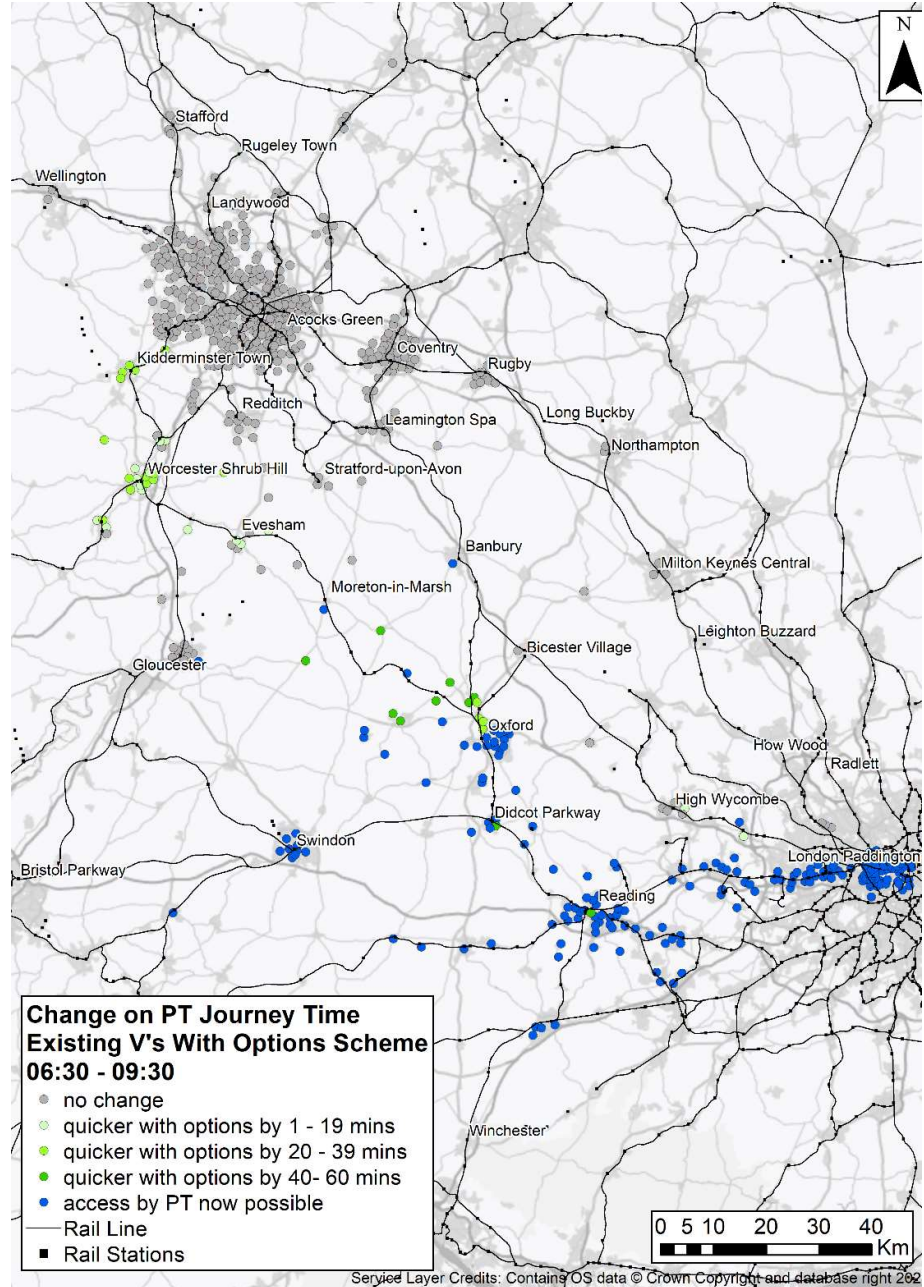 N
Stafford
Rugeley Town
Wellington
Landywood
Acocks Green
Coventry
Kidderminster Town
Rugby
Redditch
Leamington Spa
Long Buckby
Northampton
Worcester Shrub Hill
Stratford-upon-Avon
Evesham
Banbury
Milton Keynes Central
Moreton-in-Marsh
Leighton Buzzard
Bicester Village
Gloucester
Oxford
How Wood
Radlett
High Wycombe
Didcot Parkway
Swindon
London Paddington
Bristol Parkway
Reading
Winchester
Change on PT Journey Time
Existing V's With Options Scheme
06:30 - 09:30
no change
quicker with options by 1 - 19 mins
quicker with options by 20 - 39 mins
quicker with options by 40- 60 mins
access by PT now possible
Rail Line
Rail Stations
0 5 10 20 30 40
Km
Service Layer Credits: Contains OS data © Crown Copyright and database right 202